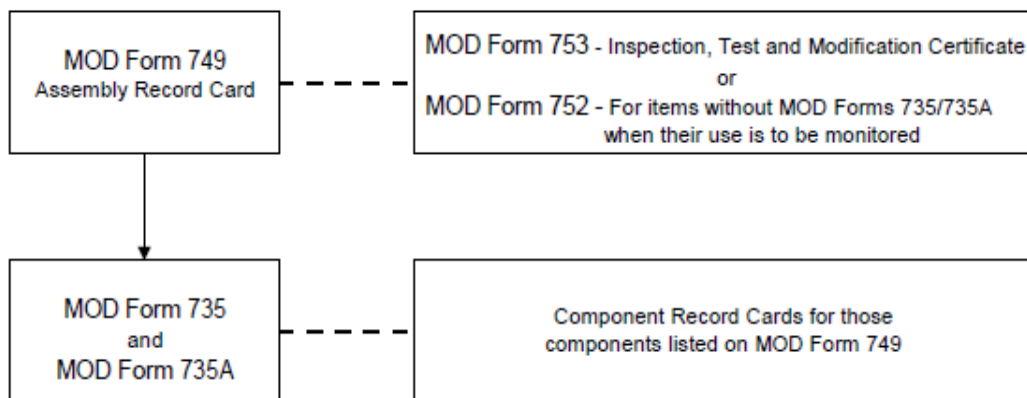 MOD Form 749
Assembly Record Card
MOD Form 753 - Inspection, Test and Modification Certificate
or
MOD Form 752 - For items without MOD Forms 735/735A
when their use is to be monitored
MOD Form 735
and
MOD Form 735A
Component Record Cards for those
components listed on MOD Form 749